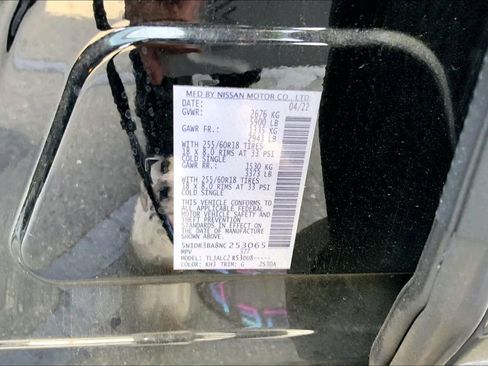 MFD BY NISSAN MOTOR CO., LTD.
DATE: 04/22
GVWR: 2676 KG
5900 LB
GAWR FR.: 1335 KG
2943 LB
WITH 255/60R18 TIRES
18 X 8.0 RIMS AT 33 PSI
COLD SINGLE
GAWR RR.: 1530 KG
3373 LB
WITH 255/60R18 TIRES
18 X 8.0 RIMS AT 33 PSI
COLD SINGLE
THIS VEHICLE CONFORMS TO
ALL APPLICABLE FEDERAL
MOTOR VEHICLE SAFETY AND
THEFT PREVENTION
STANDARDS IN EFFECT ON
THE DATE OF MANUFACTURE
SHOWN ABOVE.
5N1DR3BA8NC253065
MPV 377
COLOR: KH3 TRIM: G